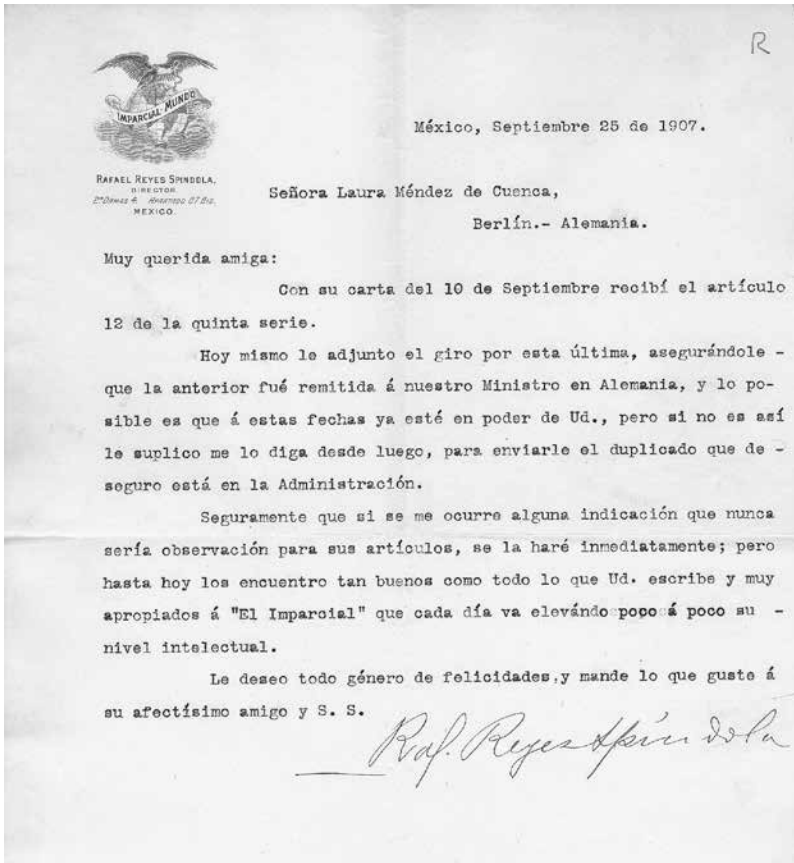 R
IMPARCIAL-MUNDO
México, Septiembre 25 de 1907.
RAFAEL REYES SPINDOLA,
DIRECTOR.
2ª DAMAS 4. APARTADO 67 Bis.
MEXICO.
Señora Laura Méndez de Cuenca,
Berlín.- Alemania.
Muy querida amiga:
Con su carta del 10 de Septiembre recibí el artículo
12 de la quinta serie.
Hoy mismo le adjunto el giro por esta última, asegurándole -
que la anterior fué remitida á nuestro Ministro en Alemania, y lo po-
sible es que á estas fechas ya esté en poder de Ud., pero si no es así
le suplico me lo diga desde luego, para enviarle el duplicado que de -
seguro está en la Administración.
Seguramente que si se me ocurre alguna indicación que nunca
sería observación para sus artículos, se la haré inmediatamente; pero
hasta hoy los encuentro tan buenos como todo lo que Ud. escribe y muy
apropiados á "El Imparcial" que cada día va elevándo poco á poco su -
nivel intelectual.
Le deseo todo género de felicidades,y mande lo que guste á
su afectísimo amigo y S. S.
Raf. Reyes Spíndola